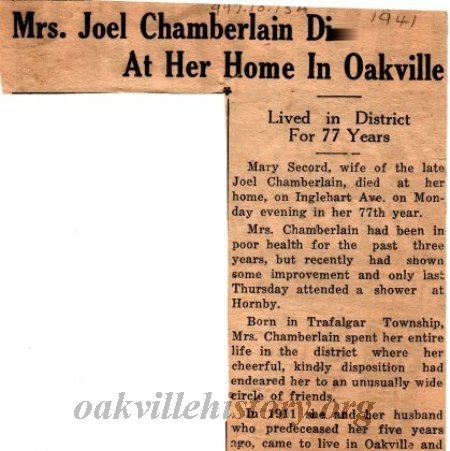 997.10.13M
1941
Mrs. Joel Chamberlain
At Her Home In Oakville
Lived in District
For 77 Years
Mary Secord, wife of the late
Joel Chamberlain, died at her
home, on Inglehart Ave. on Mon-
day evening in her 77th year.
Mrs. Chamberlain had been in
poor health for the past three
years, but recently had shown
some improvement and only last
Thursday attended a shower at
Hornby.
Born in Trafalgar Township,
Mrs. Chamberlain spent her entire
life in the district where her
cheerful, kindly disposition had
endeared her to an unusually wide
circle of friends.
oakvillehistory.org
In 1911 she and her husband
who predeceased her five years
ago, came to live in Oakville and